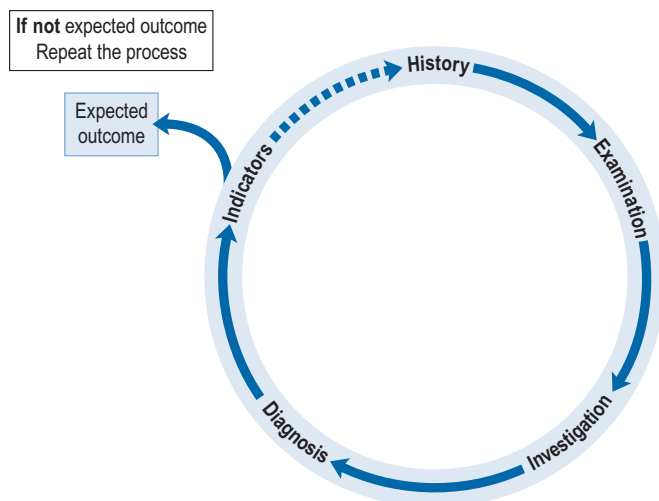 If not expected outcome
Repeat the process
History
Expected
outcome
Examination
Indicators
Investigation
Diagnosis